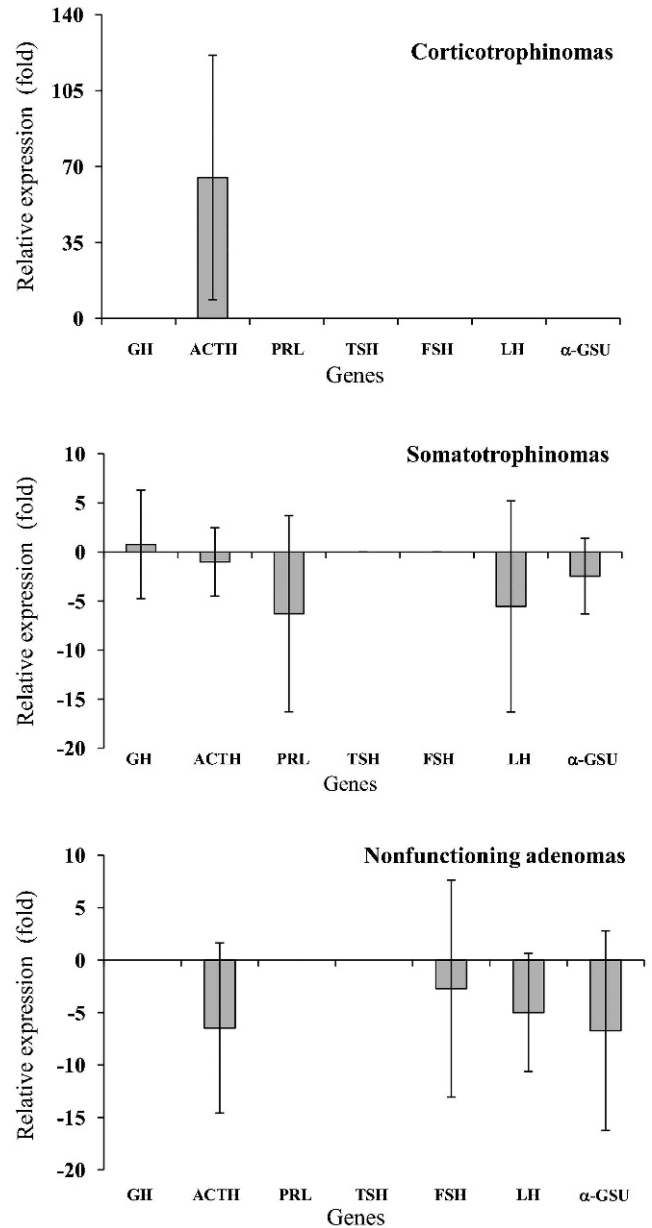 140
Corticotrophinomas
105
70
35
0
Relative expression (fold)
GH ACTH PRL TSH FSH LH α-GSU
Genes
10
Somatotrophinomas
5
0
-5
-10
-15
-20
Relative expression (fold)
GH ACTH PRL TSH FSH LH α-GSU
Genes
10
Nonfunctioning adenomas
5
0
-5
-10
-15
-20
Relative expression (fold)
GH ACTH PRL TSH FSH LH α-GSU
Genes